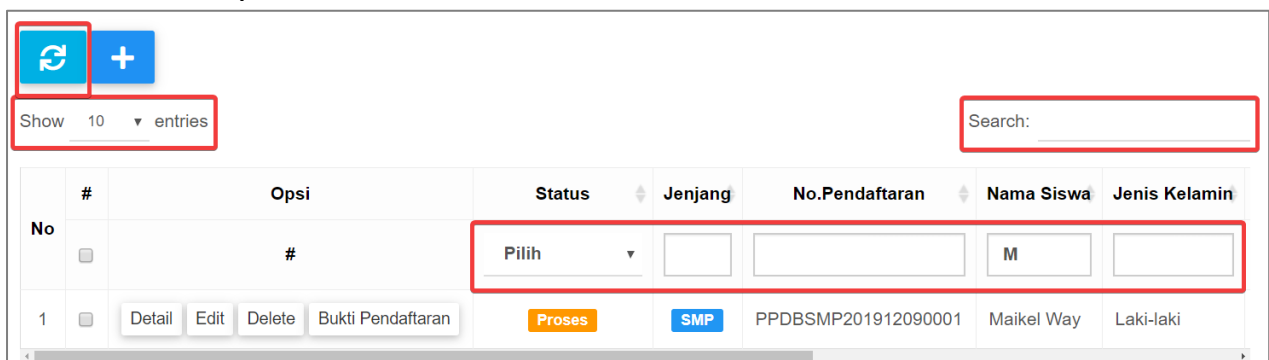 Show 10 entries Search:
No # Opsi Status Jenjang No.Pendaftaran Nama Siswa Jenis Kelamin
# Pilih M
1 Detail Edit Delete Bukti Pendaftaran Proses SMP PPDBSMP201912090001 Maikel Way Laki-laki